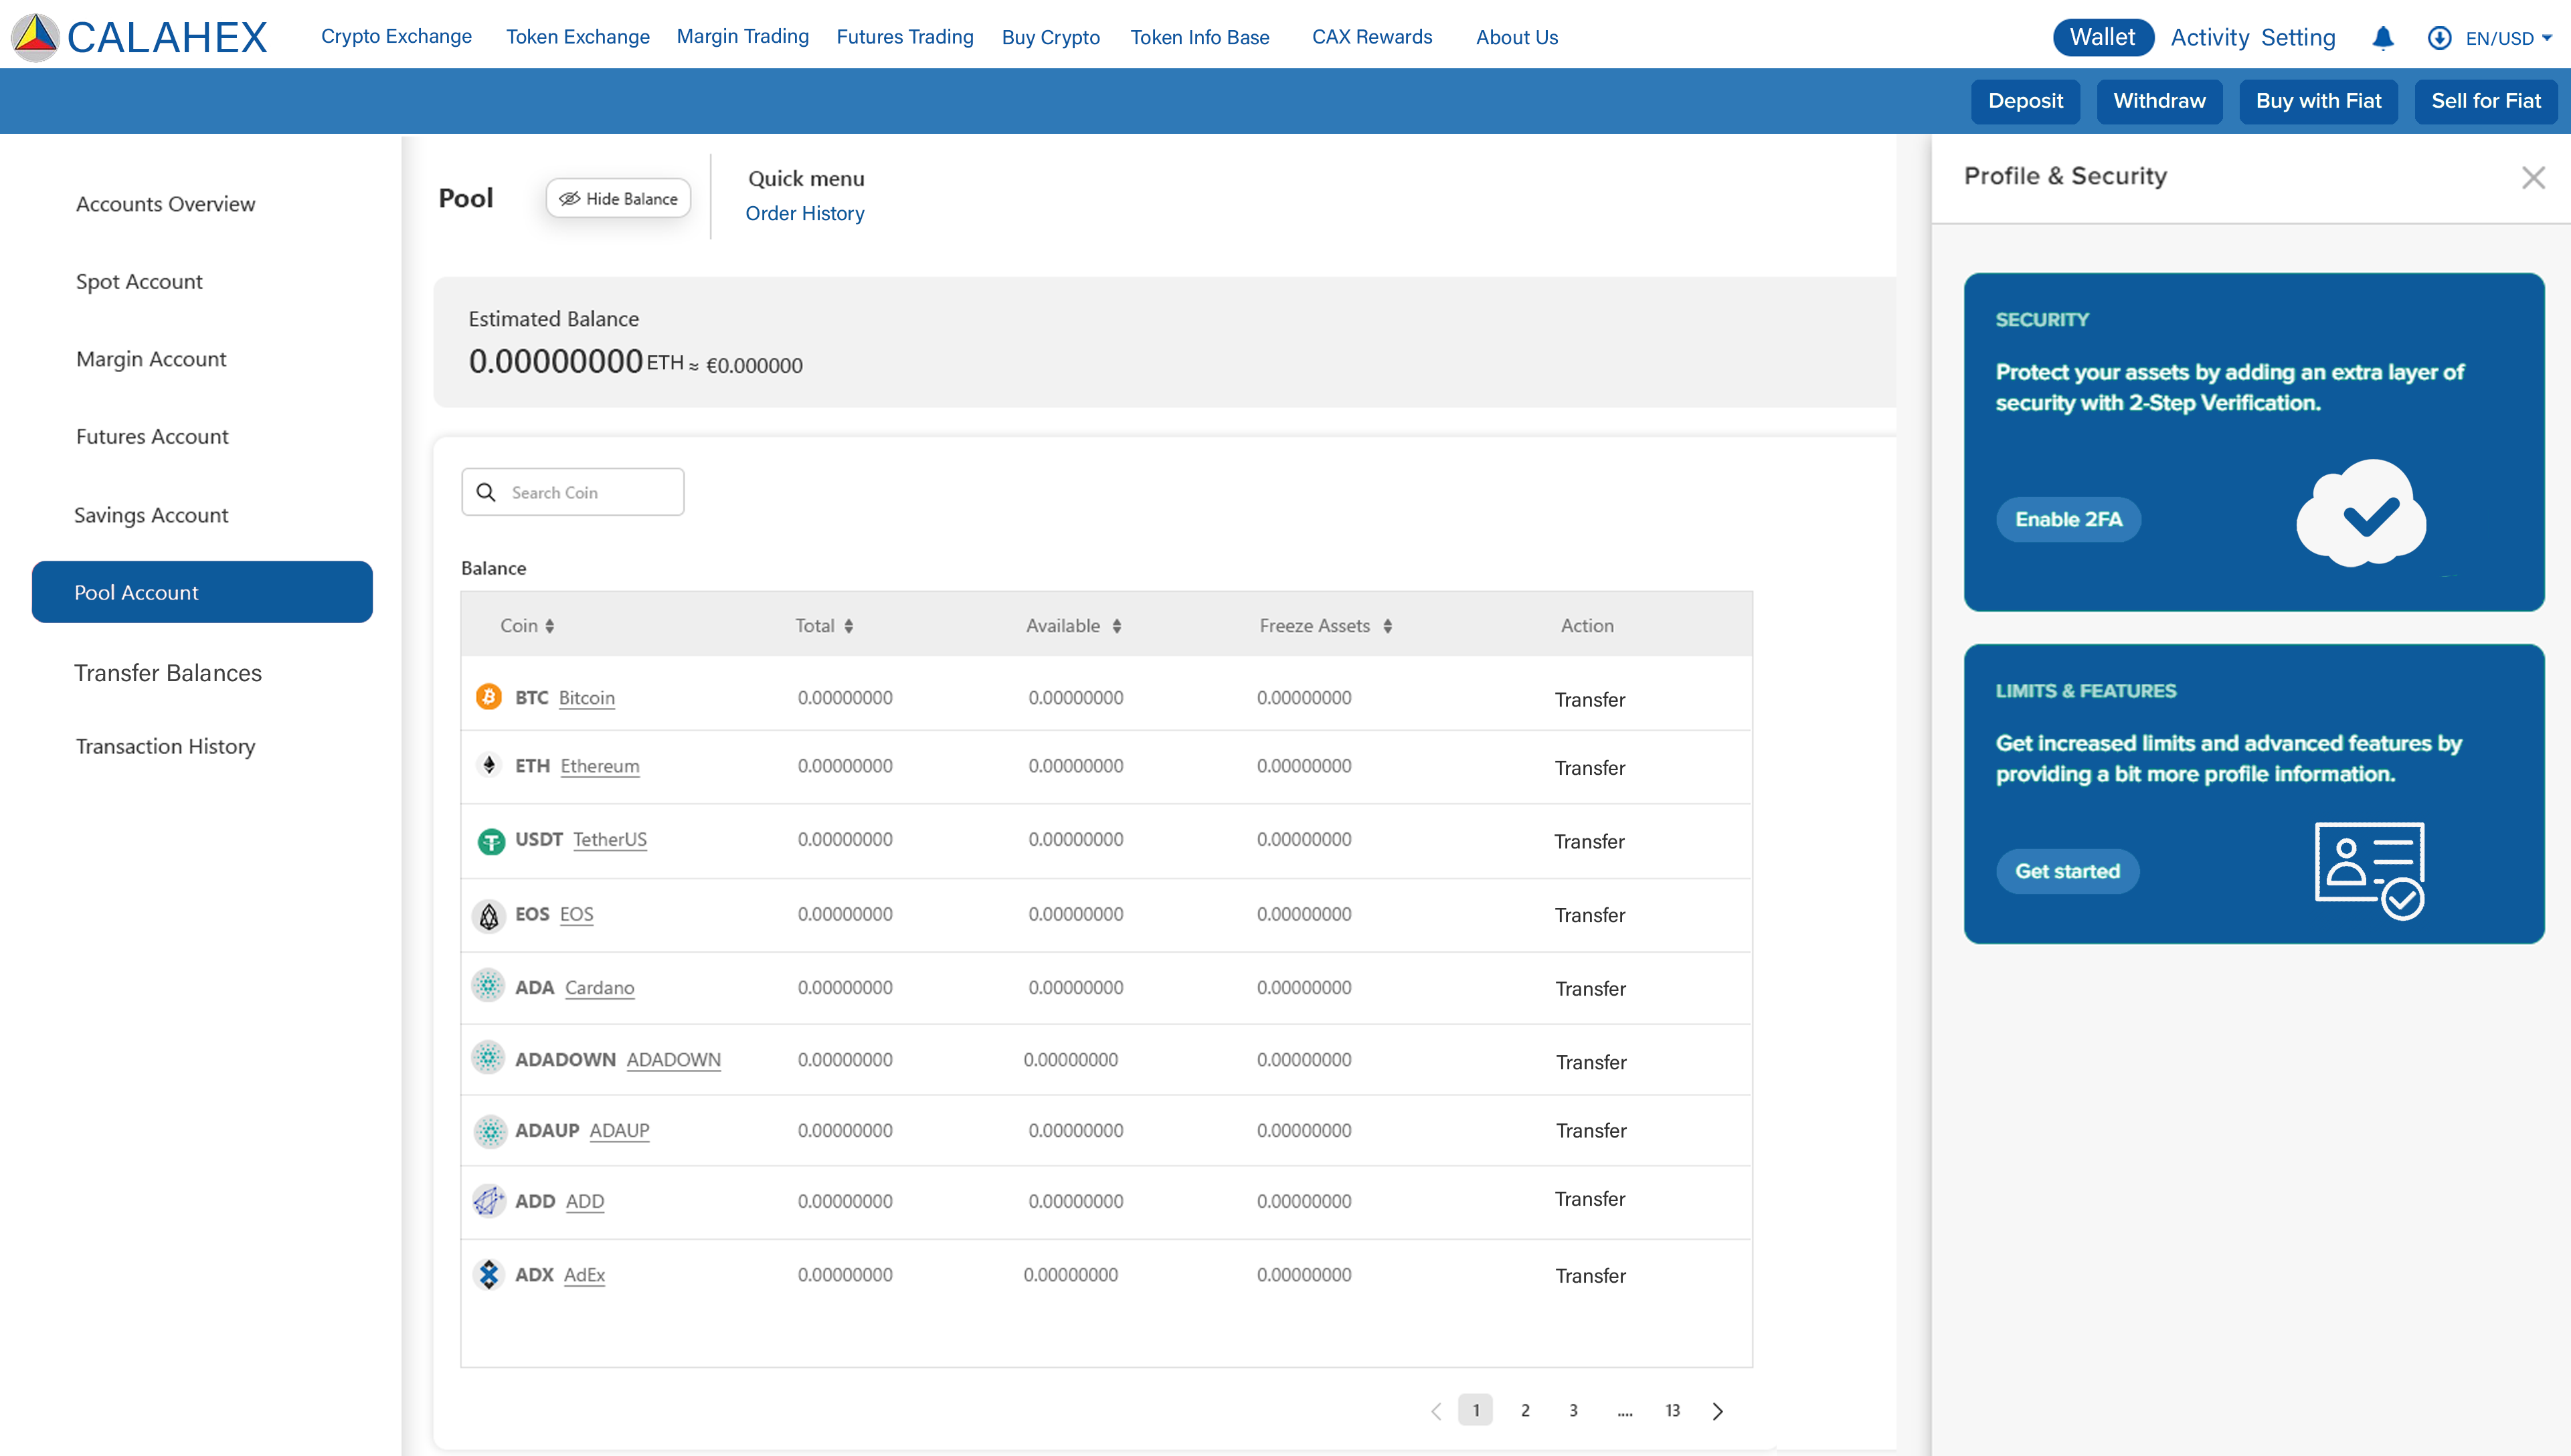 CALAHEX Crypto Exchange Token Exchange Margin Trading Futures Trading Buy Crypto Token Info Base CAX Rewards About Us Wallet Activity Setting EN/USD
Deposit Withdraw Buy with Fiat Sell for Fiat
Accounts Overview
Spot Account
Margin Account
Futures Account
Savings Account
Pool Account
Transfer Balances
Transaction History
Pool Hide Balance
Quick menu
Order History
Estimated Balance
0.00000000 ETH ≈ €0.000000
Search Coin
Balance
Coin Total Available Freeze Assets Action
BTC Bitcoin 0.00000000 0.00000000 0.00000000 Transfer
ETH Ethereum 0.00000000 0.00000000 0.00000000 Transfer
USDT TetherUS 0.00000000 0.00000000 0.00000000 Transfer
EOS EOS 0.00000000 0.00000000 0.00000000 Transfer
ADA Cardano 0.00000000 0.00000000 0.00000000 Transfer
ADADOWN ADADOWN 0.00000000 0.00000000 0.00000000 Transfer
ADAUP ADAUP 0.00000000 0.00000000 0.00000000 Transfer
ADD ADD 0.00000000 0.00000000 0.00000000 Transfer
ADX AdEx 0.00000000 0.00000000 0.00000000 Transfer
1 2 3 .... 13
Profile & Security
SECURITY
Protect your assets by adding an extra layer of
security with 2-Step Verification.
Enable 2FA
LIMITS & FEATURES
Get increased limits and advanced features by
providing a bit more profile information.
Get started